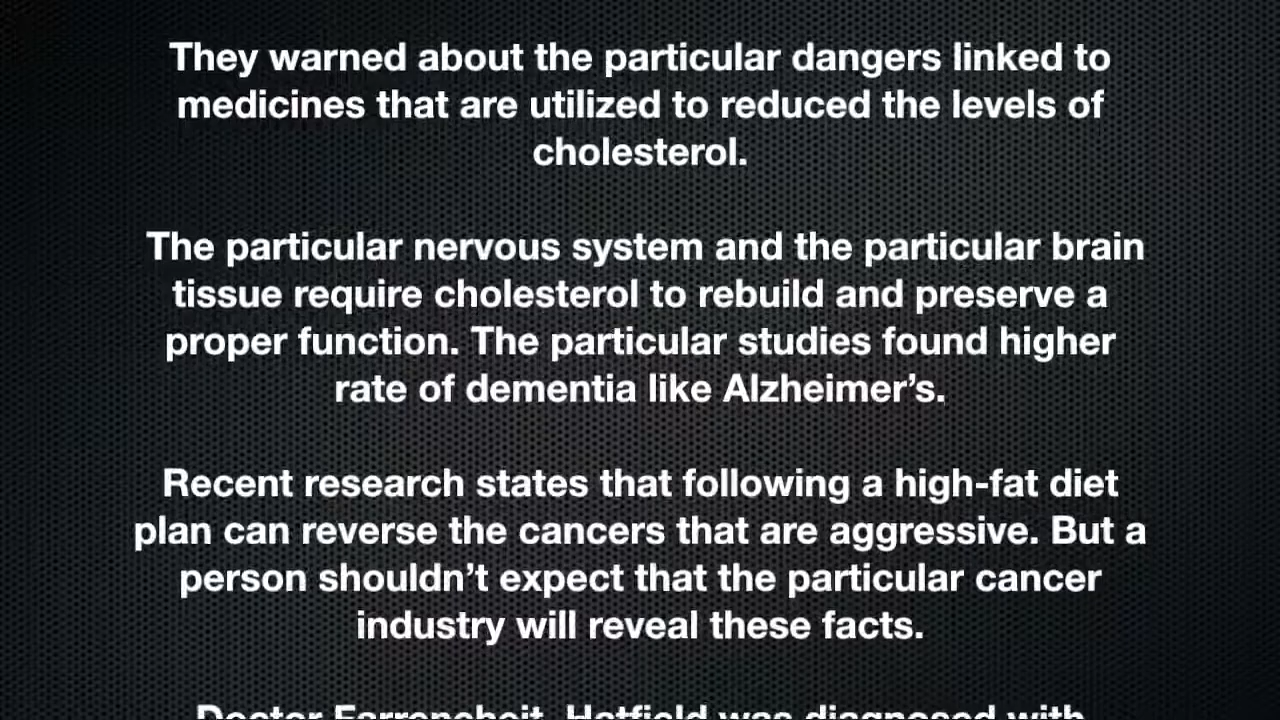 They warned about the particular dangers linked to
medicines that are utilized to reduced the levels of
cholesterol.
The particular nervous system and the particular brain
tissue require cholesterol to rebuild and preserve a
proper function. The particular studies found higher
rate of dementia like Alzheimer’s.
Recent research states that following a high-fat diet
plan can reverse the cancers that are aggressive. But a
person shouldn’t expect that the particular cancer
industry will reveal these facts.
Doctor Hatfield was diagnosed with